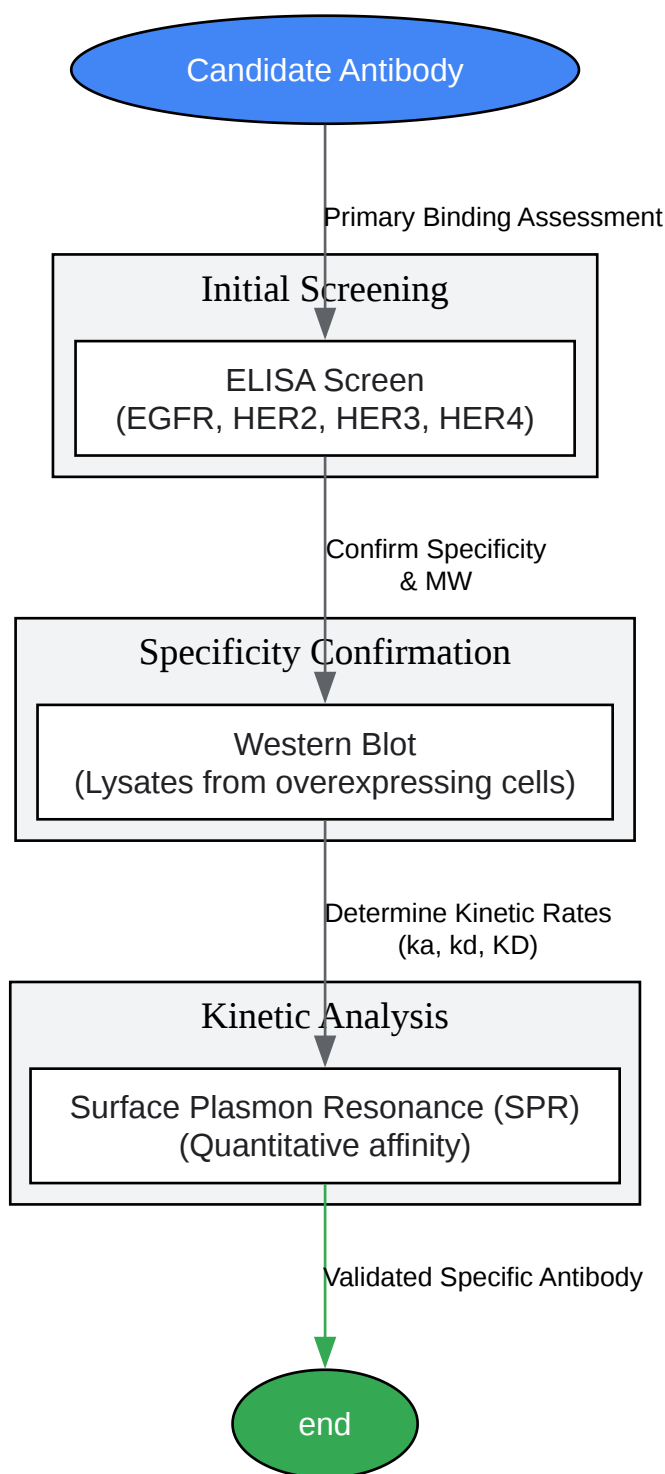 Candidate Antibody
Primary Binding Assessment
Initial Screening
ELISA Screen
(EGFR, HER2, HER3, HER4)
Confirm Specificity
& MW
Specificity Confirmation
Western Blot
(Lysates from overexpressing cells)
Determine Kinetic Rates
(ka, kd, KD)
Kinetic Analysis
Surface Plasmon Resonance (SPR)
(Quantitative affinity)
Validated Specific Antibody
end